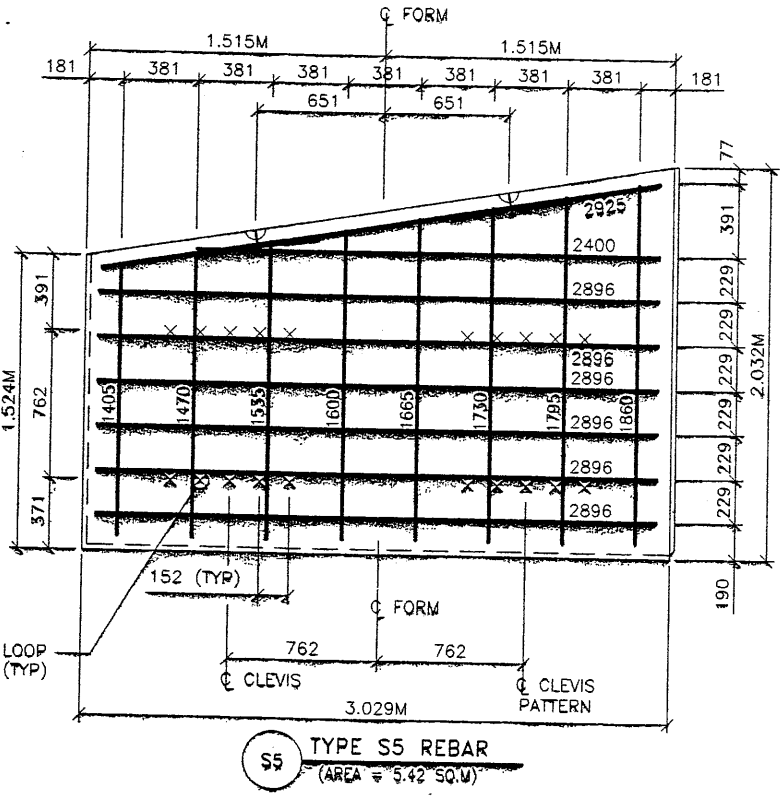 ℄ FORM
1.515M 1.515M
181 381 381 381 381 381 381 381 181
651 651
77
391
229
229
229
229
229
229
190
2.032M
2925
2400
2896
2896
2896
2896
2896
2896
1405 1470 1535 1600 1665 1730 1795 1860
391
762
371
1.524M
152 (TYP)
℄ FORM
LOOP
(TYP)
762 762
℄ CLEVIS
℄ CLEVIS
PATTERN
3.029M
S5 TYPE S5 REBAR
(AREA = 5.42 SQ.M)